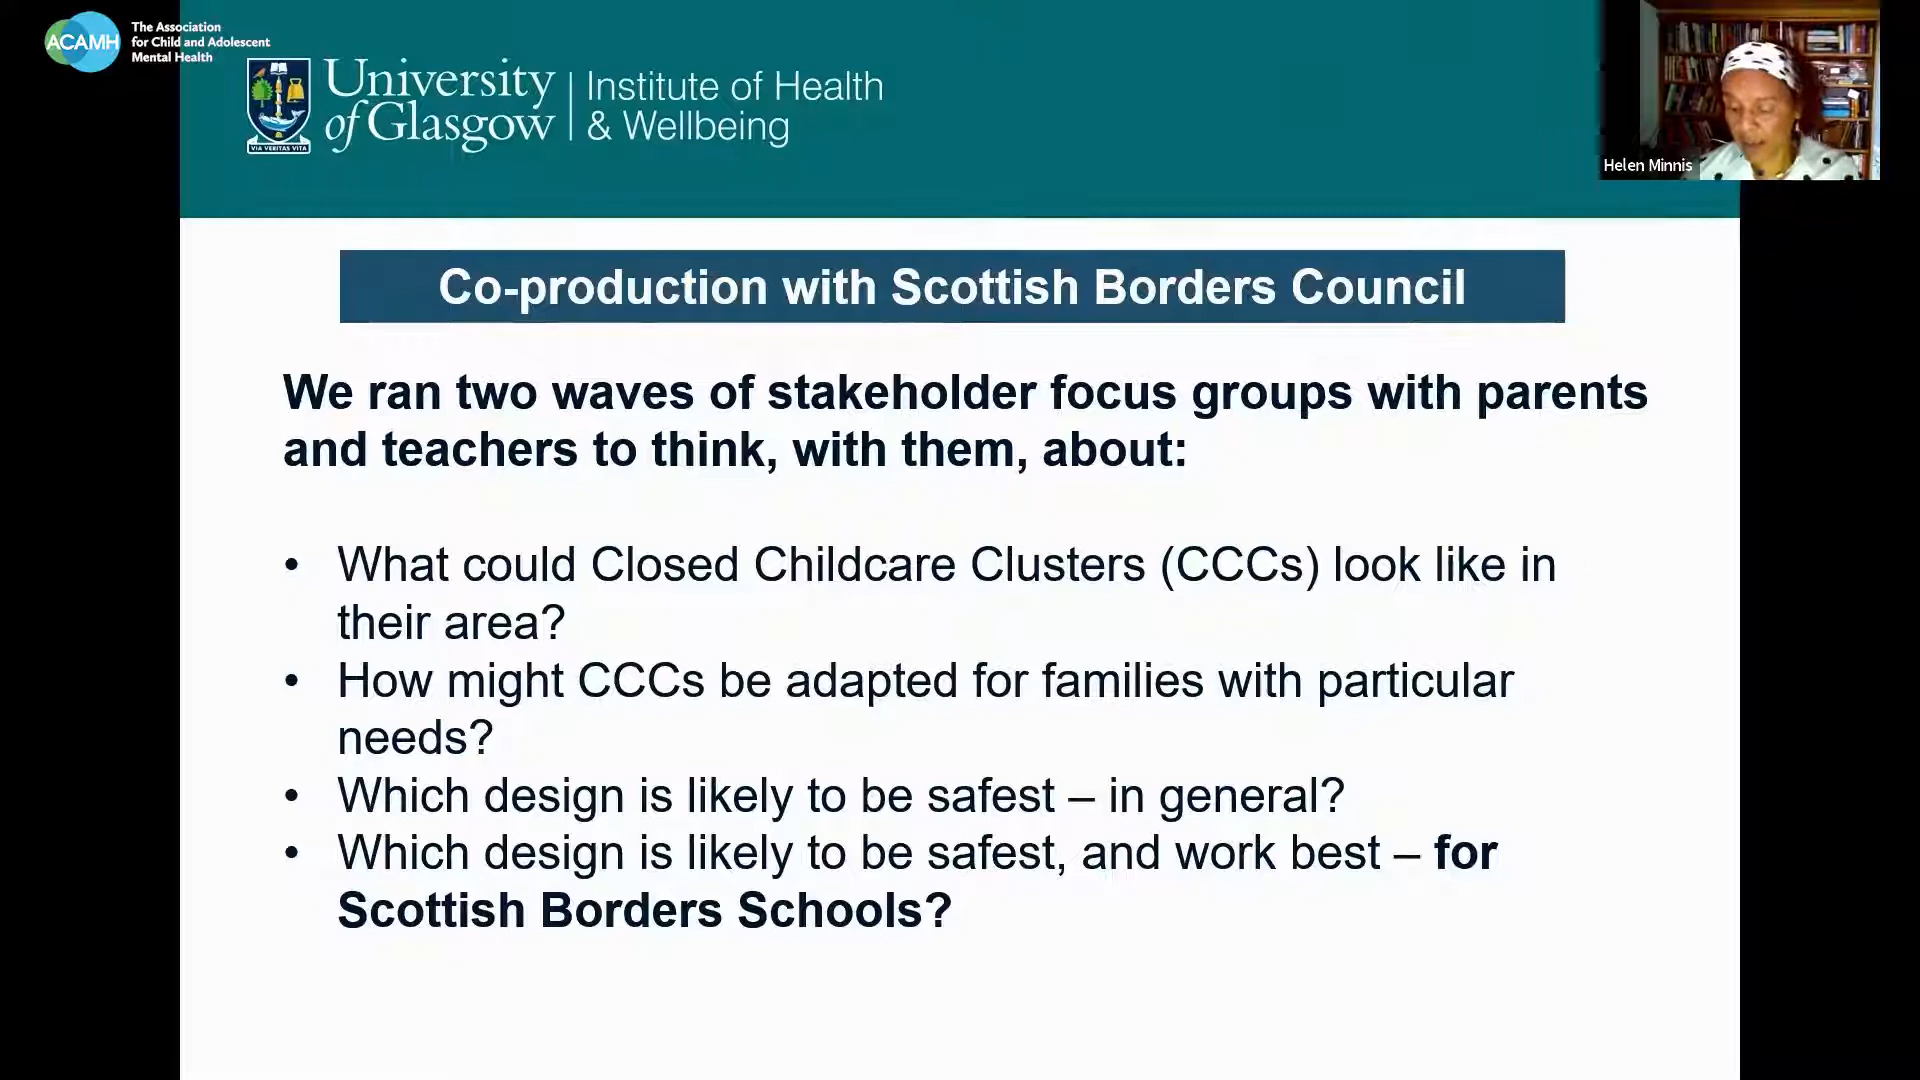 ACAMH
The Association
for Child and Adolescent
Mental Health
University
of Glasgow
VIA VERITAS VITA
Institute of Health
& Wellbeing
Helen Minnis
Co-production with Scottish Borders Council
We ran two waves of stakeholder focus groups with parents
and teachers to think, with them, about:
• What could Closed Childcare Clusters (CCCs) look like in
their area?
• How might CCCs be adapted for families with particular
needs?
• Which design is likely to be safest – in general?
• Which design is likely to be safest, and work best – for
Scottish Borders Schools?